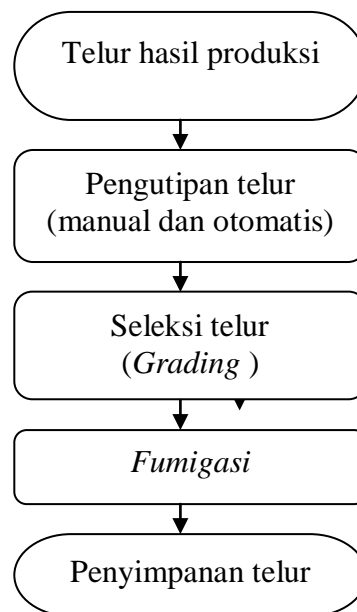 Telur hasil produksi
Pengutipan telur
(manual dan otomatis)
Seleksi telur
(Grading )
Fumigasi
Penyimpanan telur